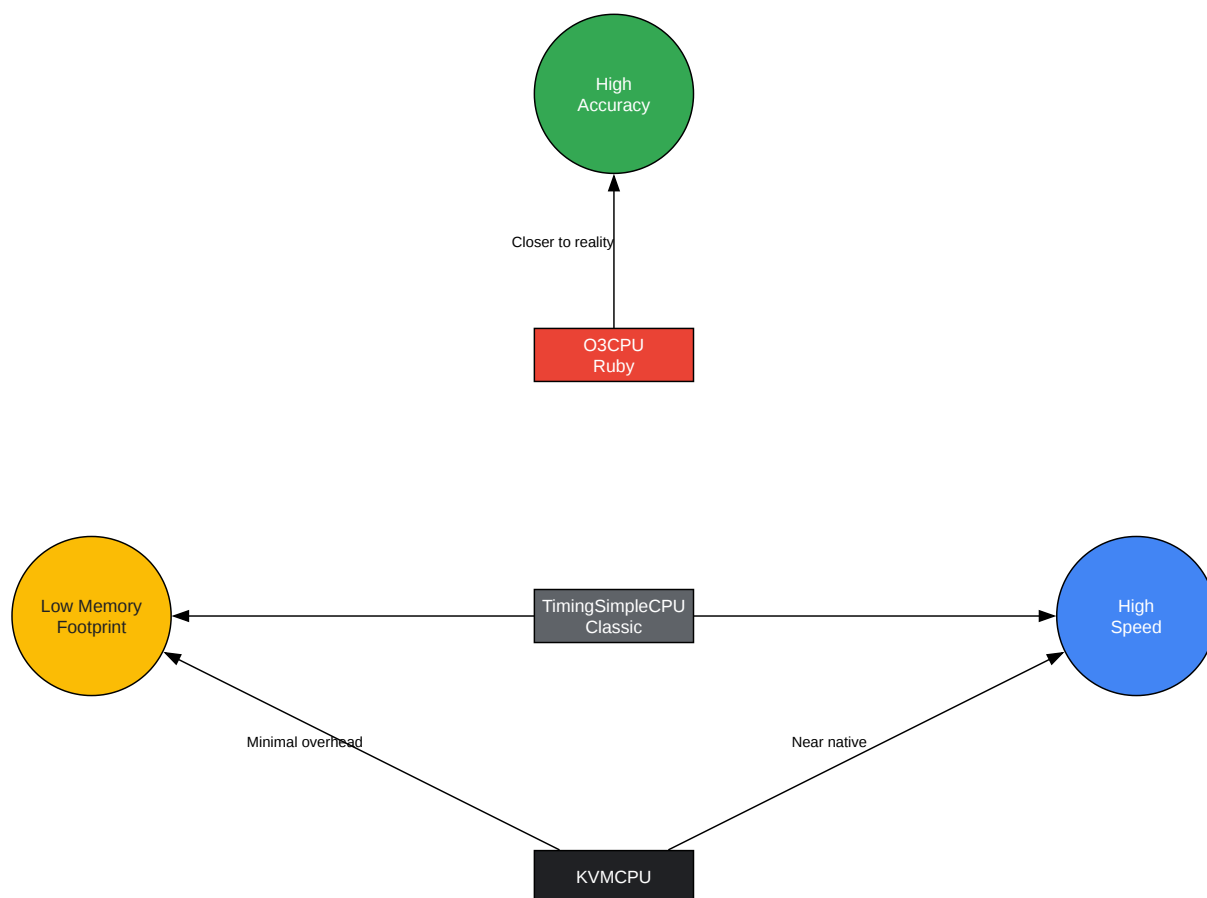 High
Accuracy
Closer to reality
O3CPU
Ruby
Low Memory
Footprint
TimingSimpleCPU
Classic
High
Speed
Minimal overhead
Near native
KVMCPU